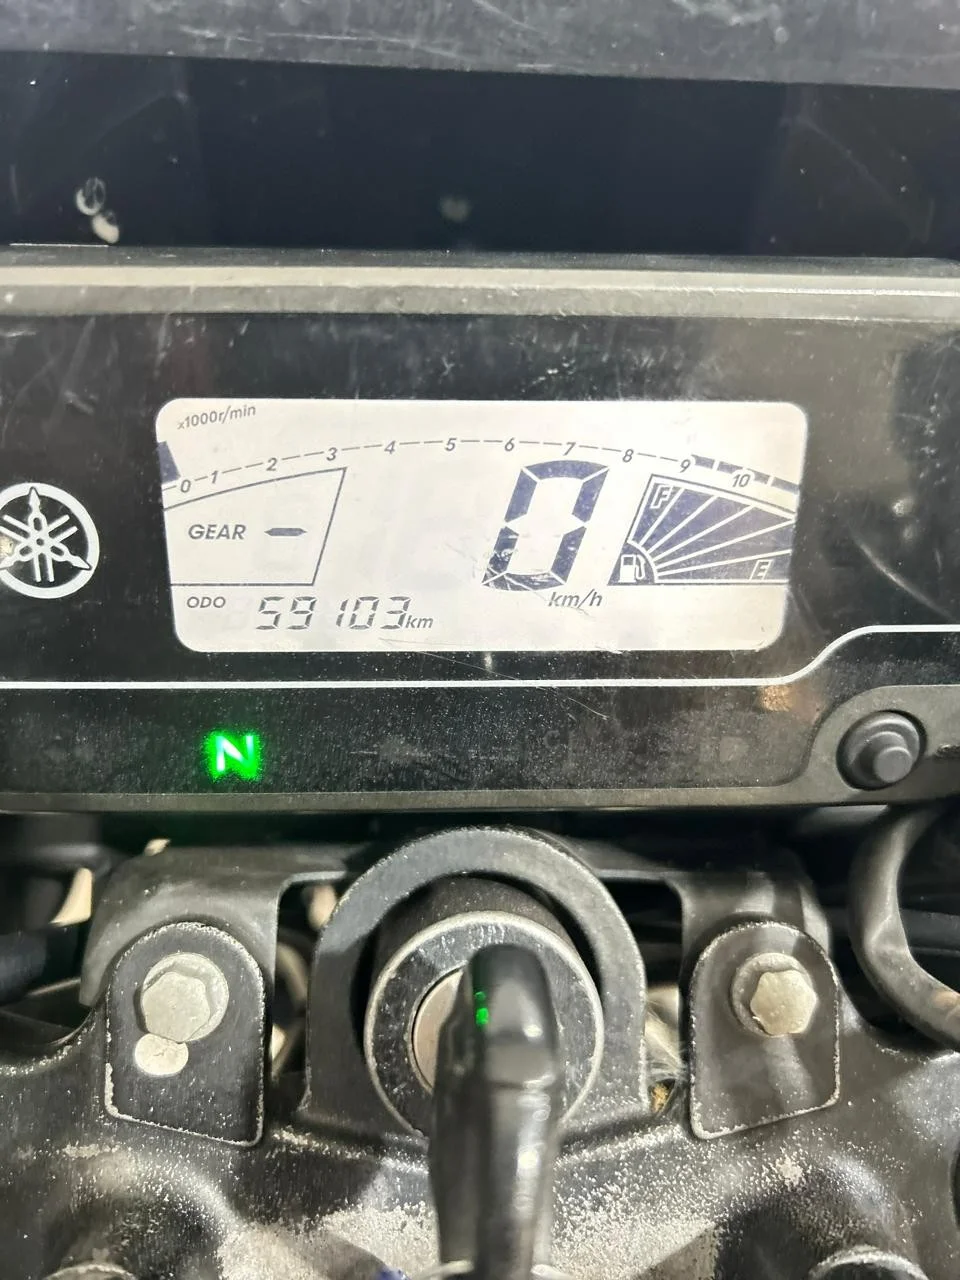 x1000r/min
0 1 2 3 4 5 6 7 8 9 10
GEAR -
0
F
E
km/h
ODO 59103km
N